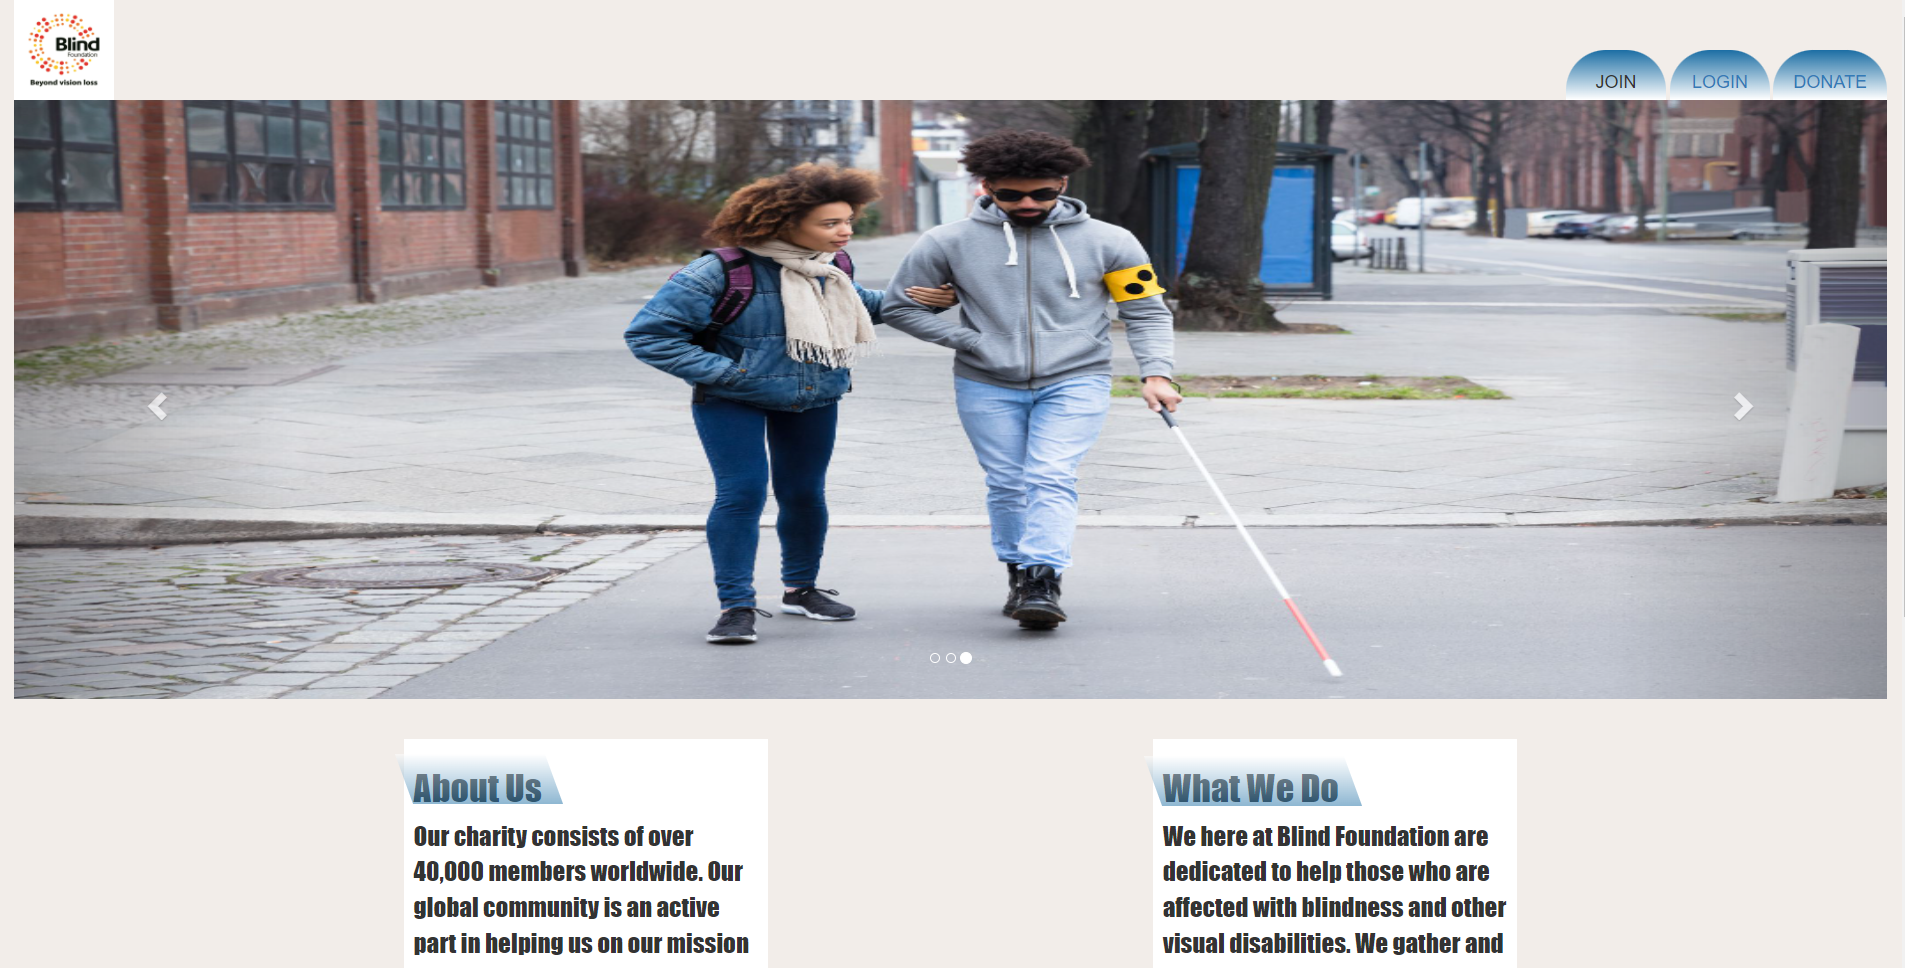 Blind
Foundation
Beyond vision loss
JOIN LOGIN DONATE
About Us
Our charity consists of over
40,000 members worldwide. Our
global community is an active
part in helping us on our mission
What We Do
We here at Blind Foundation are
dedicated to help those who are
affected with blindness and other
visual disabilities. We gather and